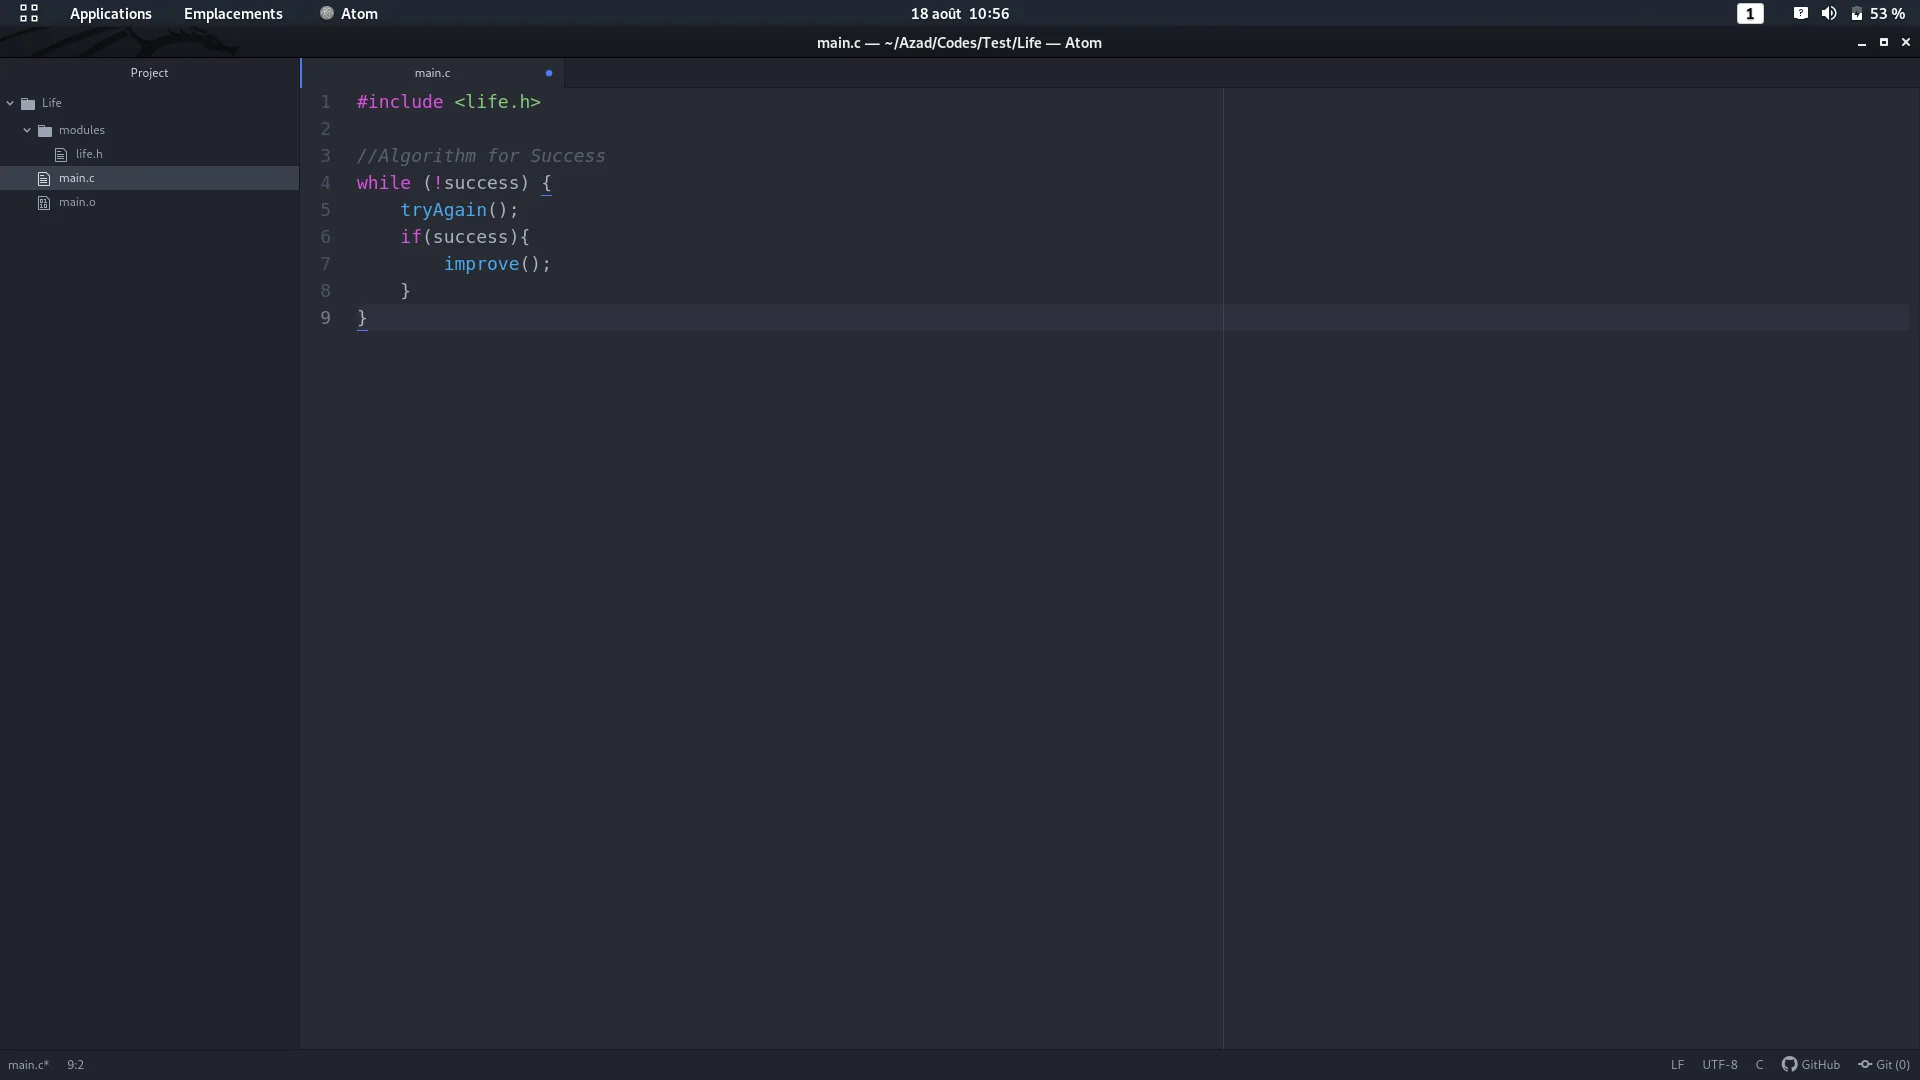 Applications Emplacements Atom 18 août 10:56 1 53 %
main.c — ~/Azad/Codes/Test/Life — Atom
Project
main.c
Life
modules
life.h
main.c
main.o
1 #include <life.h>
2
3 //Algorithm for Success
4 while (!success) {
5     tryAgain();
6     if(success){
7         improve();
8     }
9 }
main.c* 9:2 LF UTF-8 C GitHub Git (0)